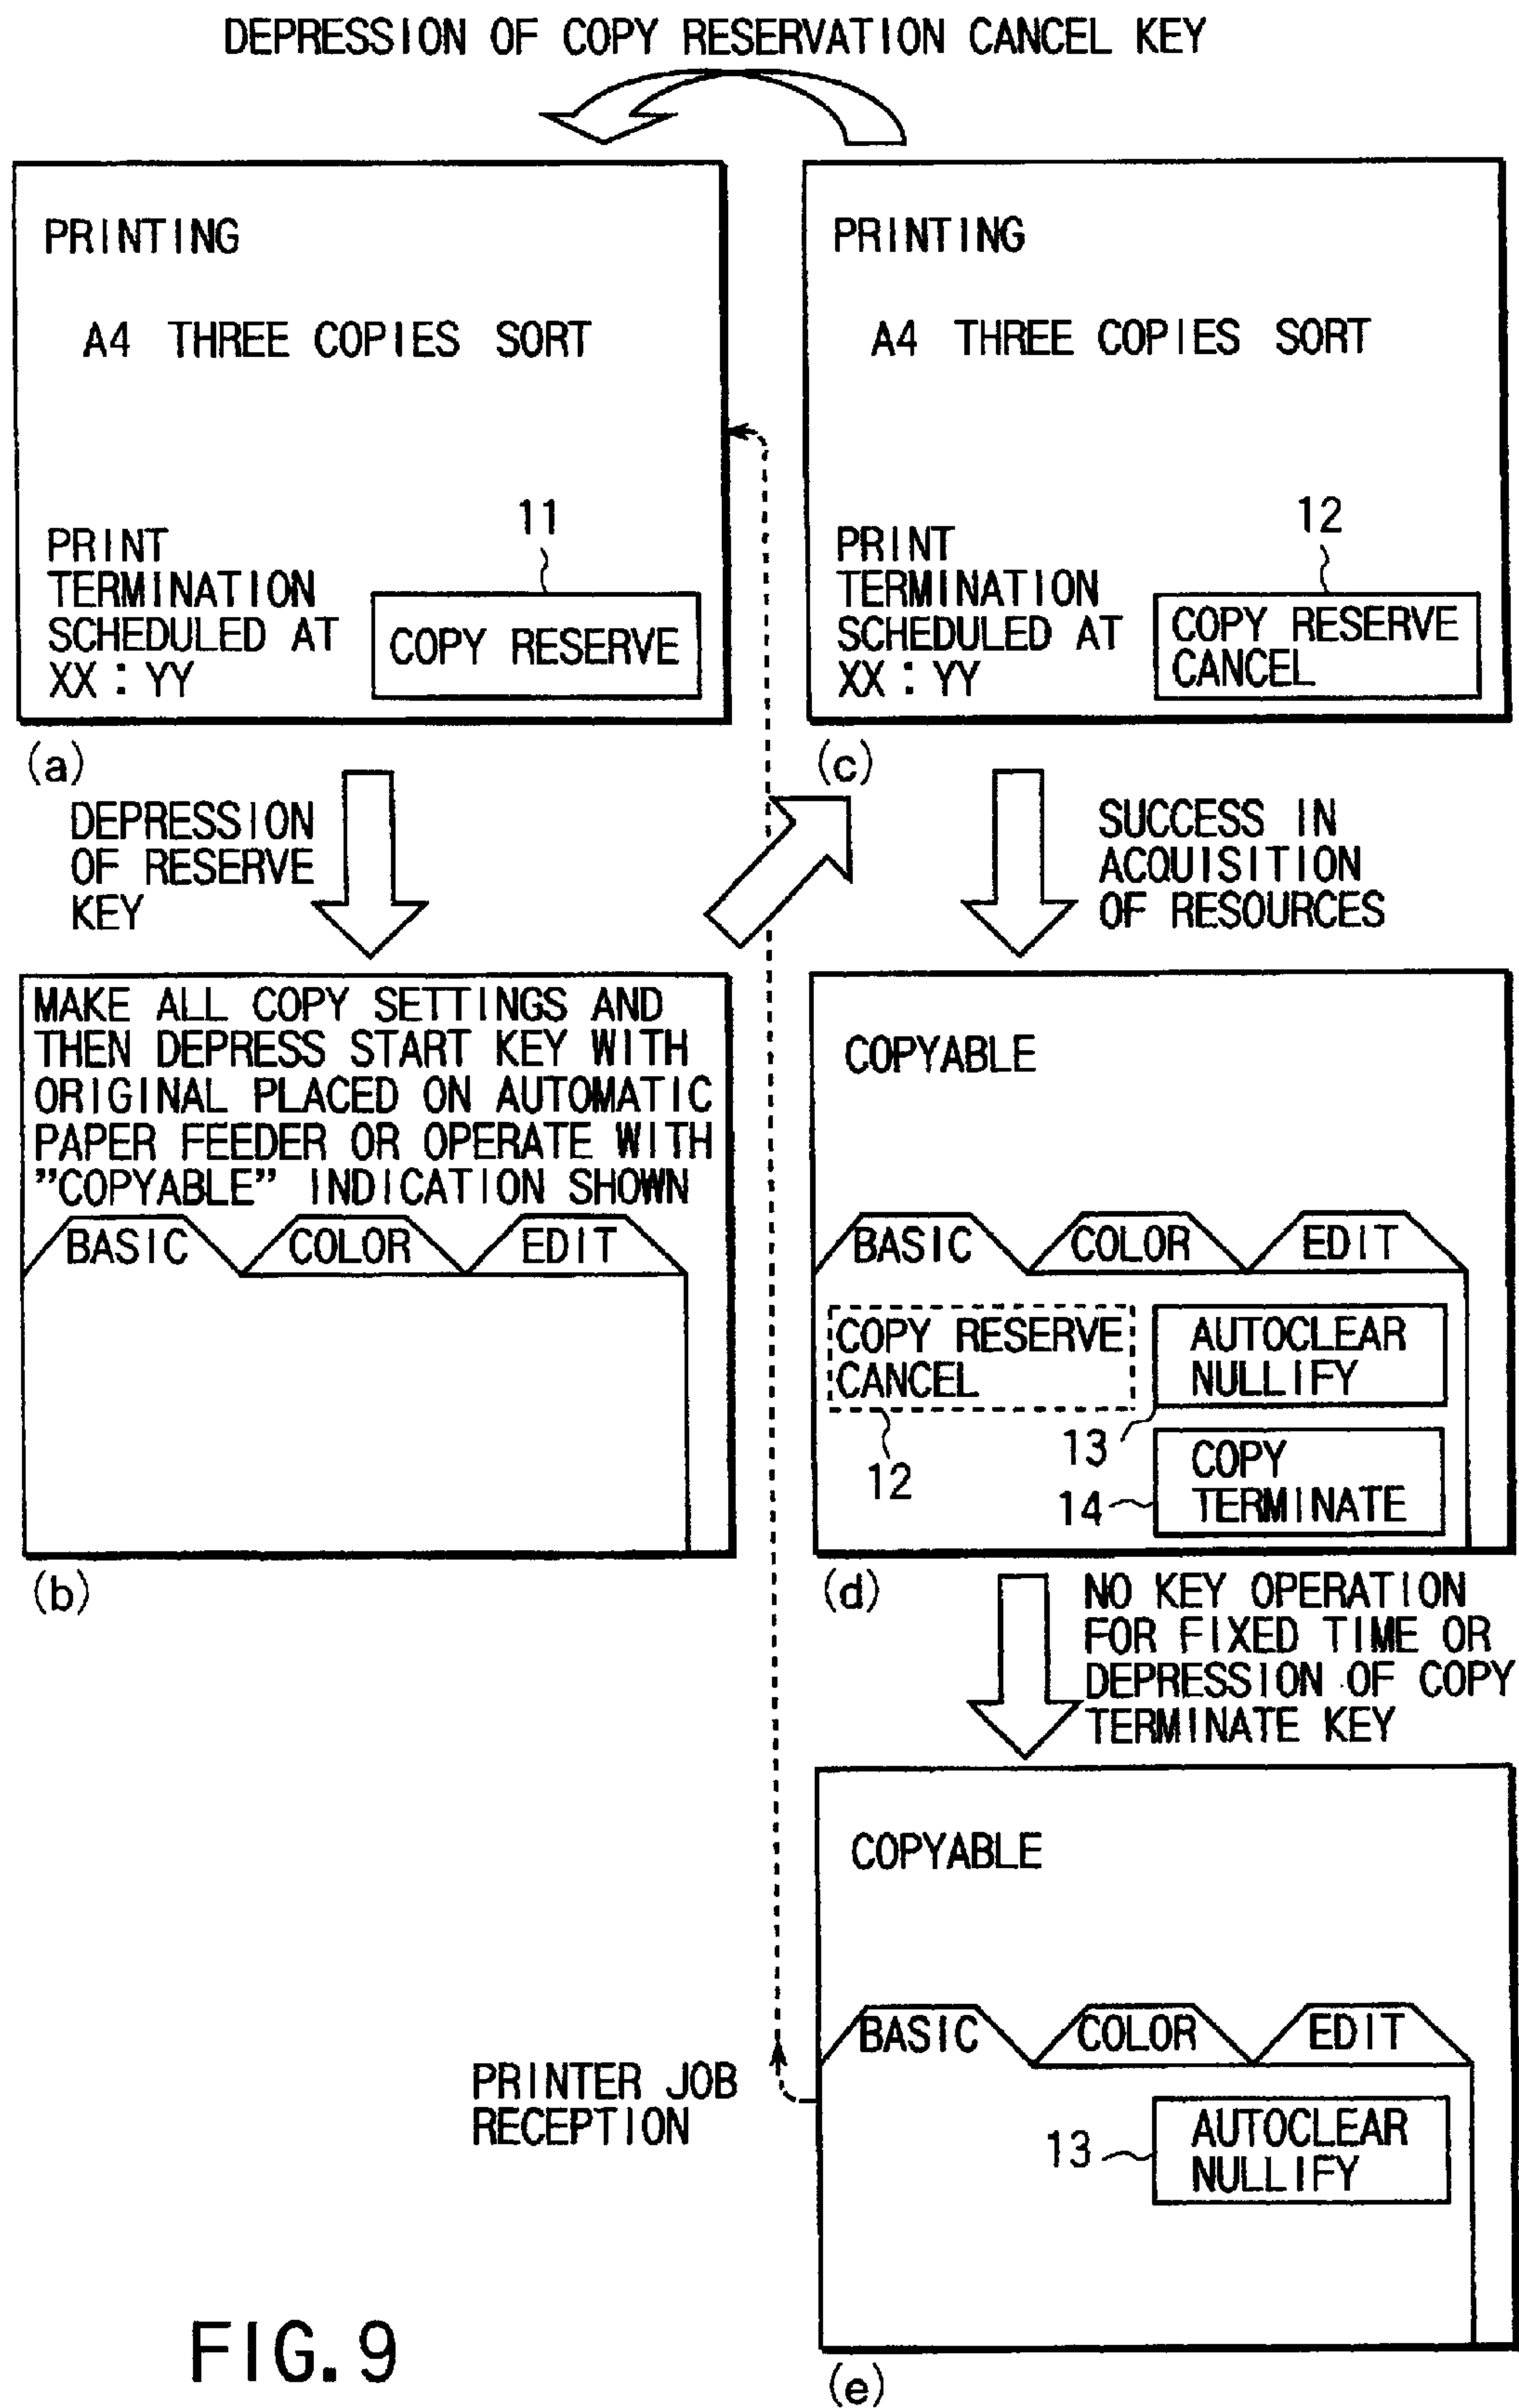 DEPRESSION OF COPY RESERVATION CANCEL KEY
PRINTING
A4 THREE COPIES SORT
11
PRINT
TERMINATION
SCHEDULED AT
XX : YY
COPY RESERVE
(a)
PRINTING
A4 THREE COPIES SORT
12
PRINT
TERMINATION
SCHEDULED AT
XX : YY
COPY RESERVE
CANCEL
(c)
DEPRESSION
OF RESERVE
KEY
SUCCESS IN
ACQUISITION
OF RESOURCES
MAKE ALL COPY SETTINGS AND
THEN DEPRESS START KEY WITH
ORIGINAL PLACED ON AUTOMATIC
PAPER FEEDER OR OPERATE WITH
"COPYABLE" INDICATION SHOWN
BASIC COLOR EDIT
(b)
COPYABLE
BASIC COLOR EDIT
COPY RESERVE
CANCEL
12
AUTOCLEAR
NULLIFY
13
COPY
TERMINATE
14
(d)
NO KEY OPERATION
FOR FIXED TIME OR
DEPRESSION OF COPY
TERMINATE KEY
COPYABLE
BASIC COLOR EDIT
PRINTER JOB
RECEPTION
13
AUTOCLEAR
NULLIFY
(e)
FIG. 9